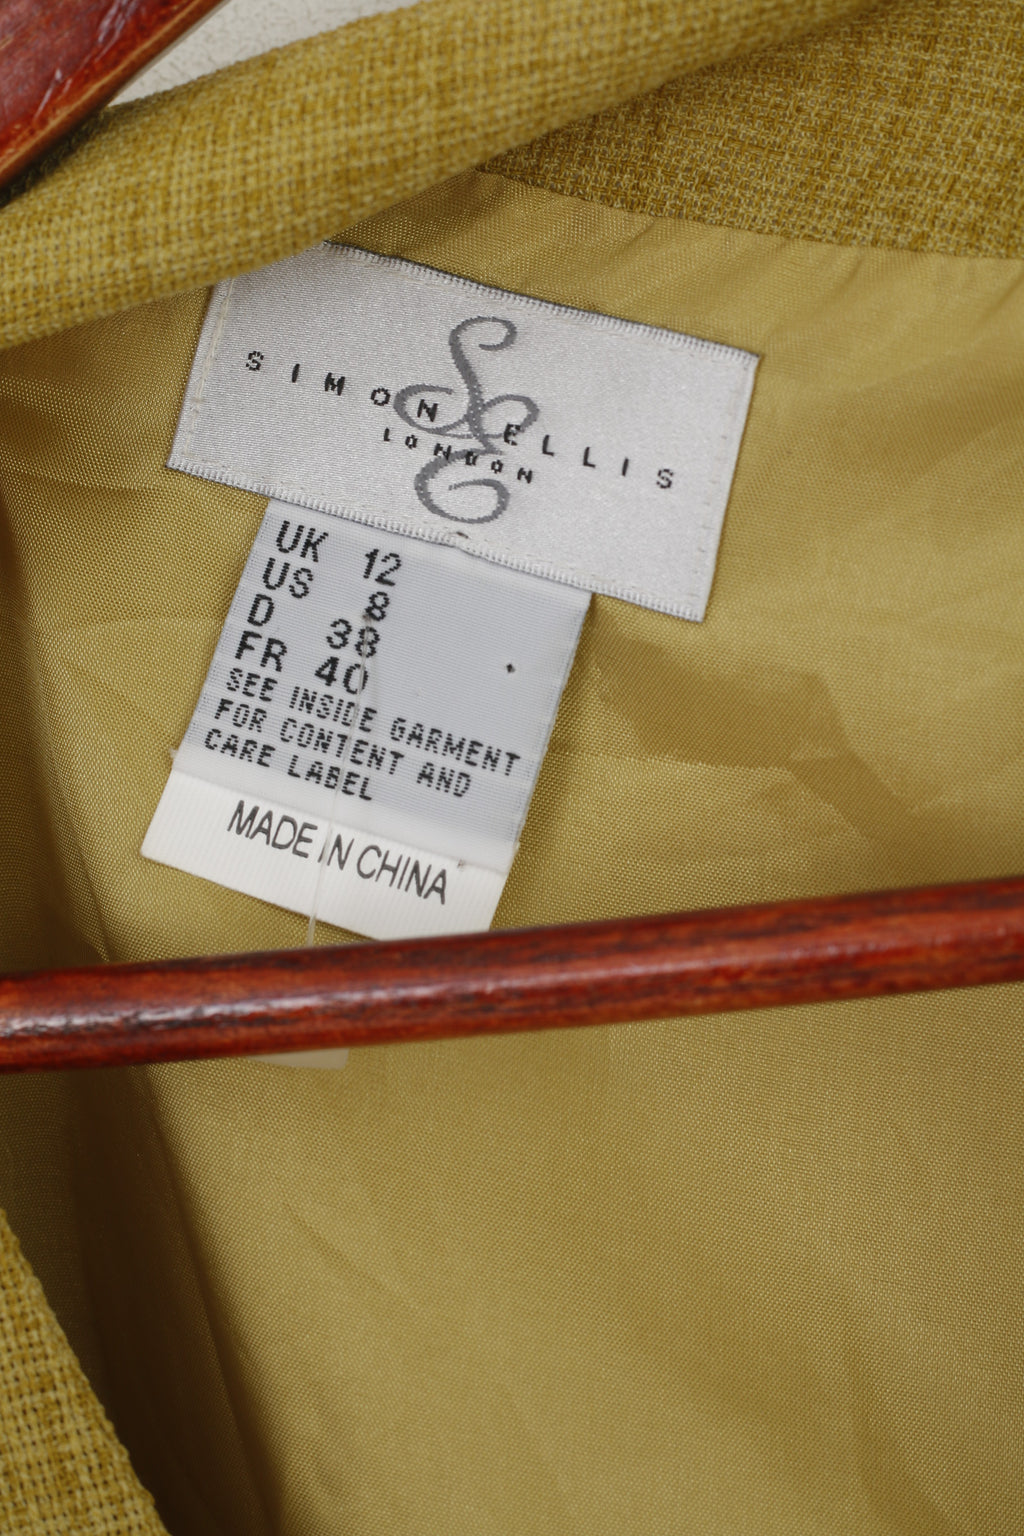 SE
SIMON ELLIS
LONDON
UK 12
US 8
D 38
FR 40
SEE INSIDE GARMENT
FOR CONTENT AND
CARE LABEL
MADE IN CHINA